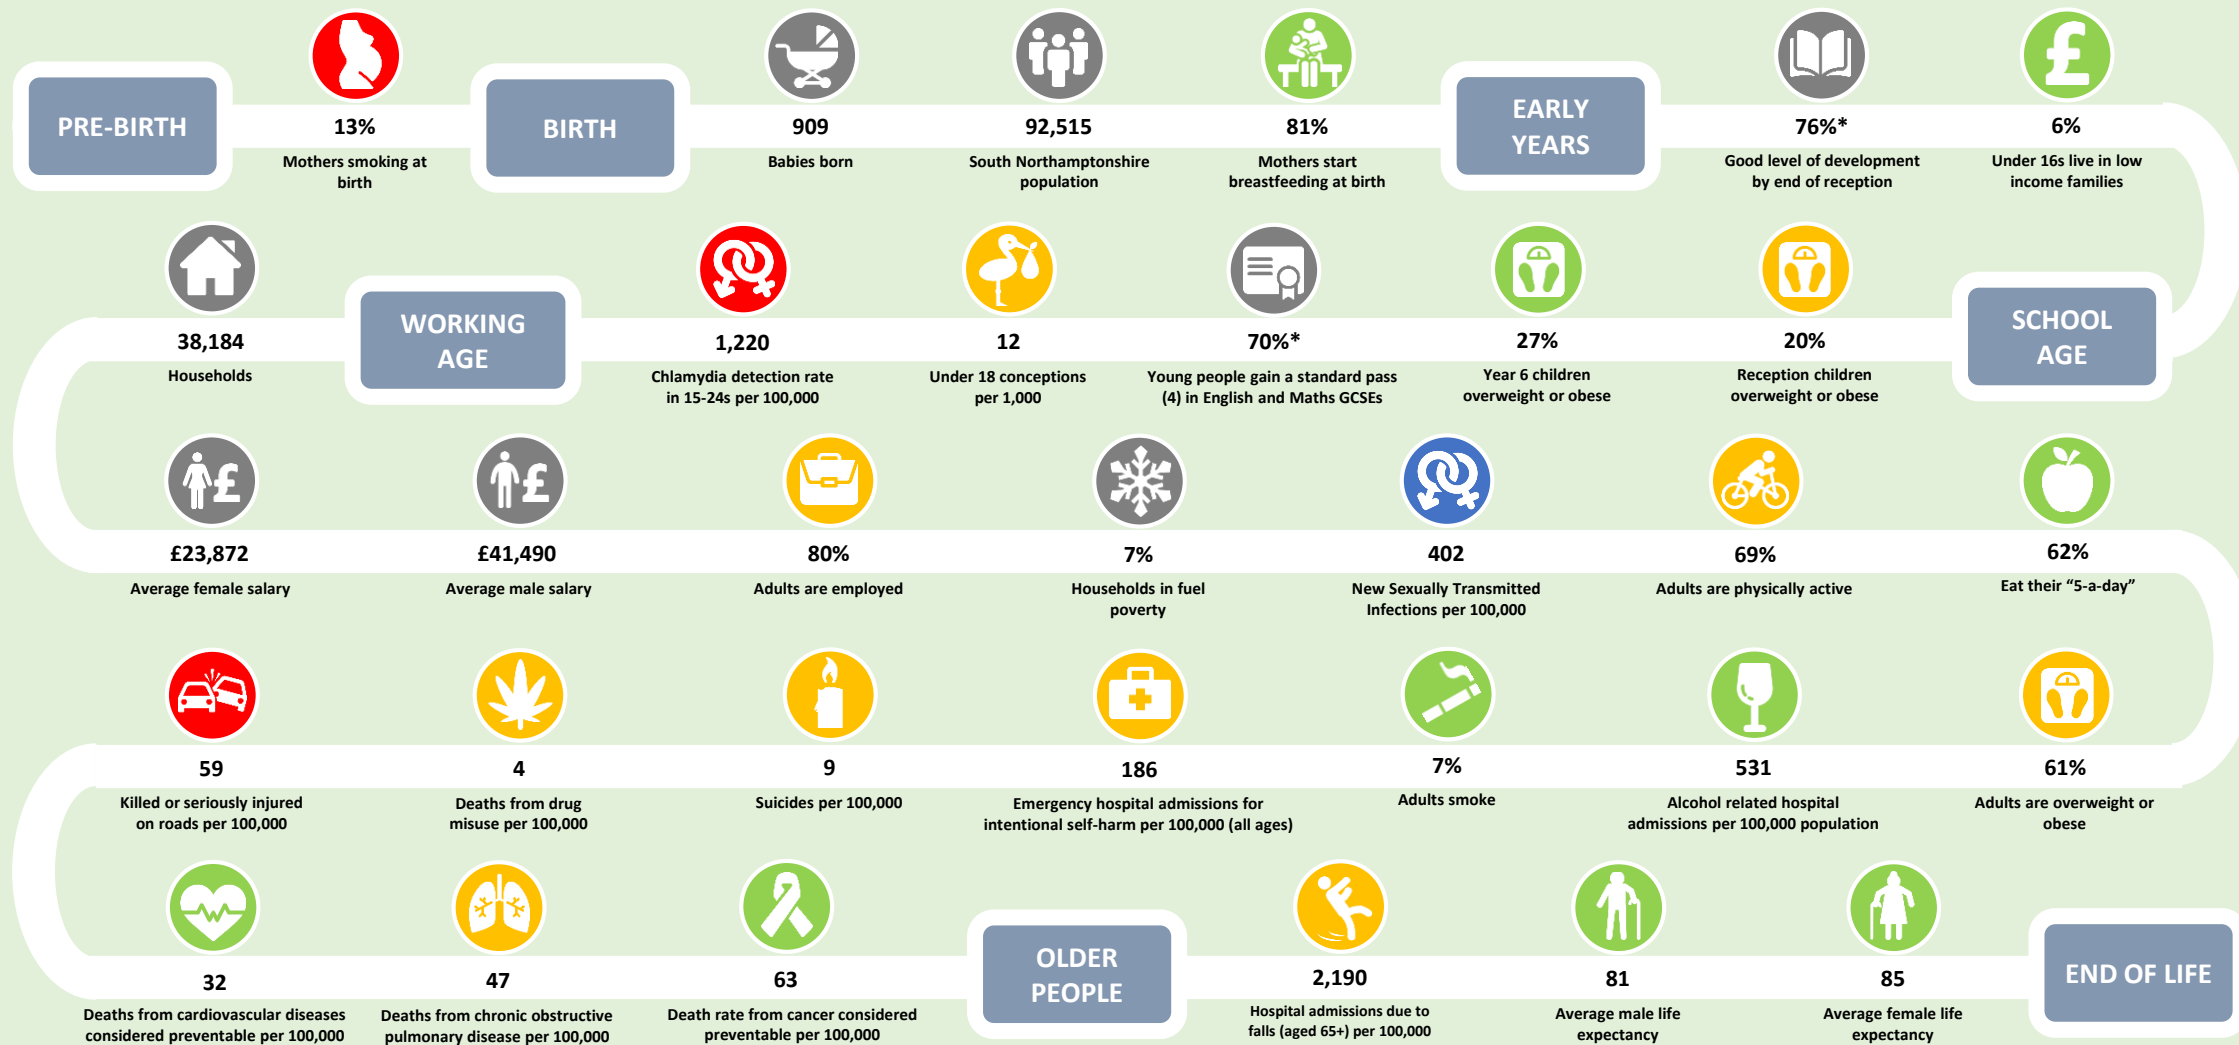 PRE-BIRTH
13%
Mothers smoking at
birth
BIRTH
909
Babies born
92,515
South Northamptonshire
population
81%
Mothers start
breastfeeding at birth
EARLY
YEARS
76%*
Good level of development
by end of reception
£
6%
Under 16s live in low
income families
SCHOOL
AGE
20%
Reception children
overweight or obese
27%
Year 6 children
overweight or obese
70%*
Young people gain a standard pass
(4) in English and Maths GCSEs
12
Under 18 conceptions
per 1,000
1,220
Chlamydia detection rate
in 15-24s per 100,000
WORKING
AGE
38,184
Households
£
£23,872
Average female salary
£
£41,490
Average male salary
80%
Adults are employed
7%
Households in fuel
poverty
402
New Sexually Transmitted
Infections per 100,000
69%
Adults are physically active
62%
Eat their “5-a-day”
61%
Adults are overweight or
obese
531
Alcohol related hospital
admissions per 100,000 population
7%
Adults smoke
186
Emergency hospital admissions for
intentional self-harm per 100,000 (all ages)
9
Suicides per 100,000
4
Deaths from drug
misuse per 100,000
59
Killed or seriously injured
on roads per 100,000
32
Deaths from cardiovascular diseases
considered preventable per 100,000
47
Deaths from chronic obstructive
pulmonary disease per 100,000
63
Death rate from cancer considered
preventable per 100,000
OLDER
PEOPLE
2,190
Hospital admissions due to
falls (aged 65+) per 100,000
81
Average male life
expectancy
85
Average female life
expectancy
END OF LIFE